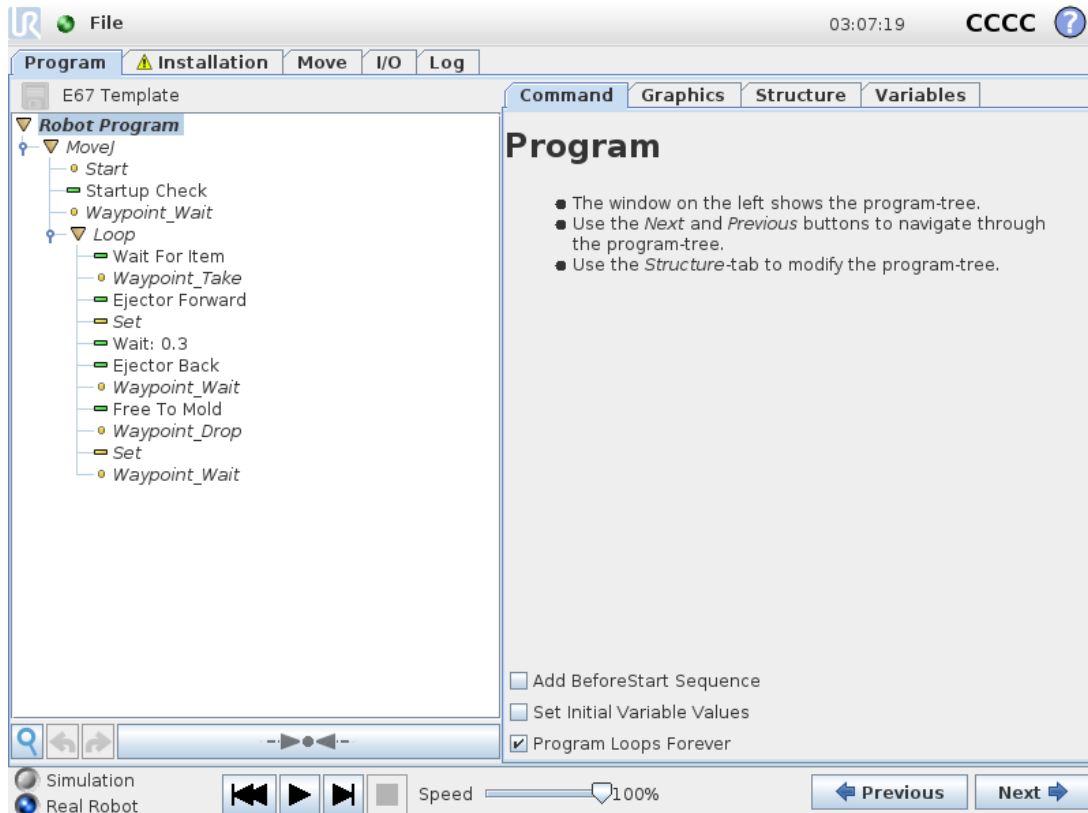 UR File 03:07:19 CCCC ?
Program Installation Move I/O Log
E67 Template
Command Graphics Structure Variables
Robot Program
MoveJ
Start
Startup Check
Waypoint_Wait
Loop
Wait For Item
Waypoint_Take
Ejector Forward
Set
Wait: 0.3
Ejector Back
Waypoint_Wait
Free To Mold
Waypoint_Drop
Set
Waypoint_Wait
Program
The window on the left shows the program-tree.
Use the Next and Previous buttons to navigate through
the program-tree.
Use the Structure-tab to modify the program-tree.
Add BeforeStart Sequence
Set Initial Variable Values
Program Loops Forever
Simulation
Real Robot
Speed 100%
Previous Next